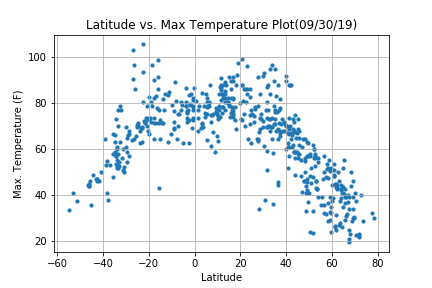 Latitude vs. Max Temperature Plot(09/30/19)
Max. Temperature (F)
100
80
60
40
20
−60 −40 −20 0 20 40 60 80
Latitude